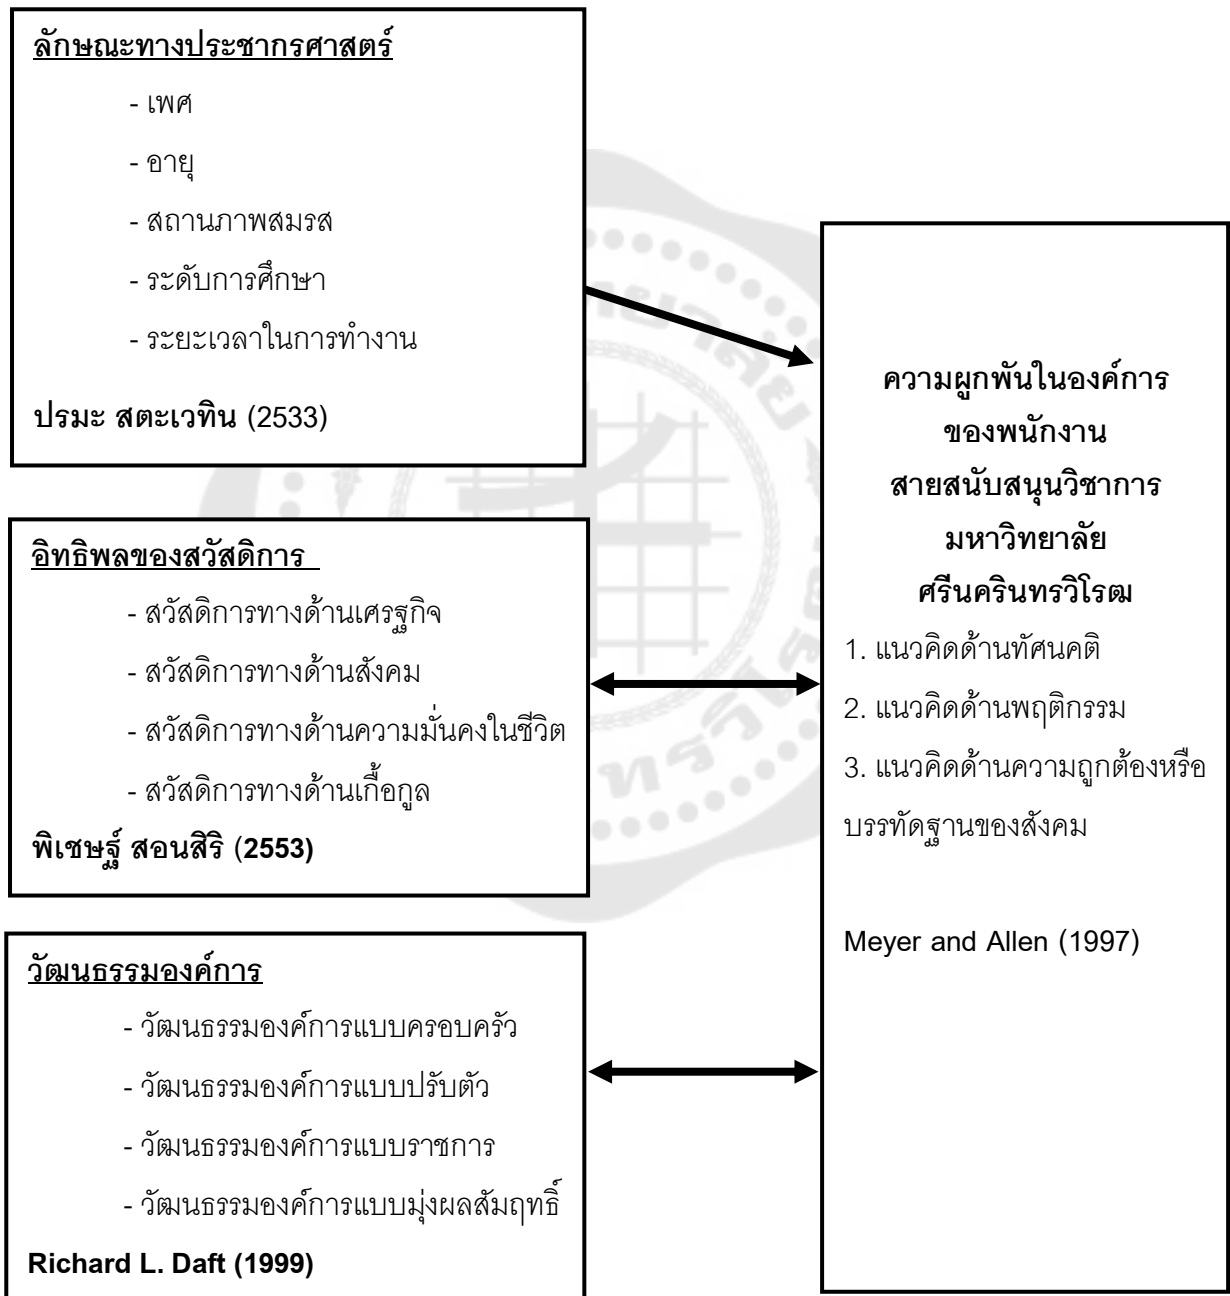 ลักษณะทางประชากรศาสตร์
- เพศ
- อายุ
- สถานภาพสมรส
- ระดับการศึกษา
- ระยะเวลาในการทำงาน
ปรมะ สตะเวทิน (2533)
อิทธิพลของสวัสดิการ
- สวัสดิการทางด้านเศรฐกิจ
- สวัสดิการทางด้านสังคม
- สวัสดิการทางด้านความมั่นคงในชีวิต
- สวัสดิการทางด้านเกื้อกูล
พิเชษฐ์ สอนสิริ (2553)
วัฒนธรรมองค์การ
- วัฒนธรรมองค์การแบบครอบครัว
- วัฒนธรรมองค์การแบบปรับตัว
- วัฒนธรรมองค์การแบบราชการ
- วัฒนธรรมองค์การแบบมุ่งผลสัมฤทธิ์
Richard L. Daft (1999)
ความผูกพันในองค์การ
ของพนักงาน
สายสนับสนุนวิชาการ
มหาวิทยาลัย
ศรีนครินทรวิโรฒ
1. แนวคิดด้านทัศนคติ
2. แนวคิดด้านพฤติกรรม
3. แนวคิดด้านความถูกต้องหรือ
บรรทัดฐานของสังคม
Meyer and Allen (1997)